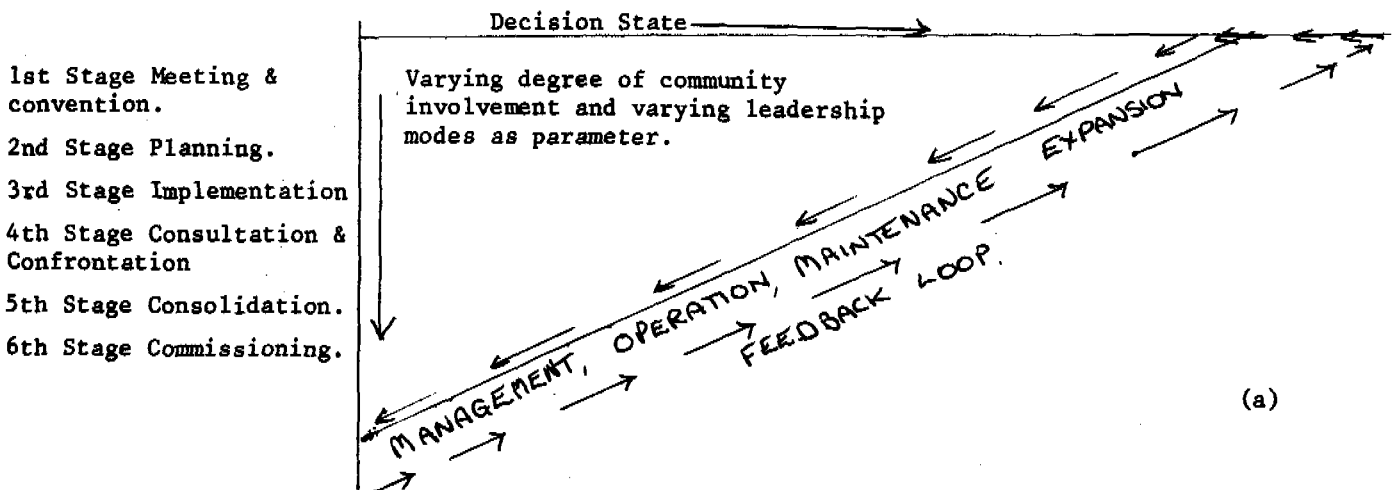 Decision State
1st Stage Meeting &
convention.
2nd Stage Planning.
3rd Stage Implementation
4th Stage Consultation &
Confrontation
5th Stage Consolidation.
6th Stage Commissioning.
Varying degree of community
involvement and varying leadership
modes as parameter.
MANAGEMENT, OPERATION, MAINTENANCE EXPANSION
FEEDBACK LOOP.
(a)